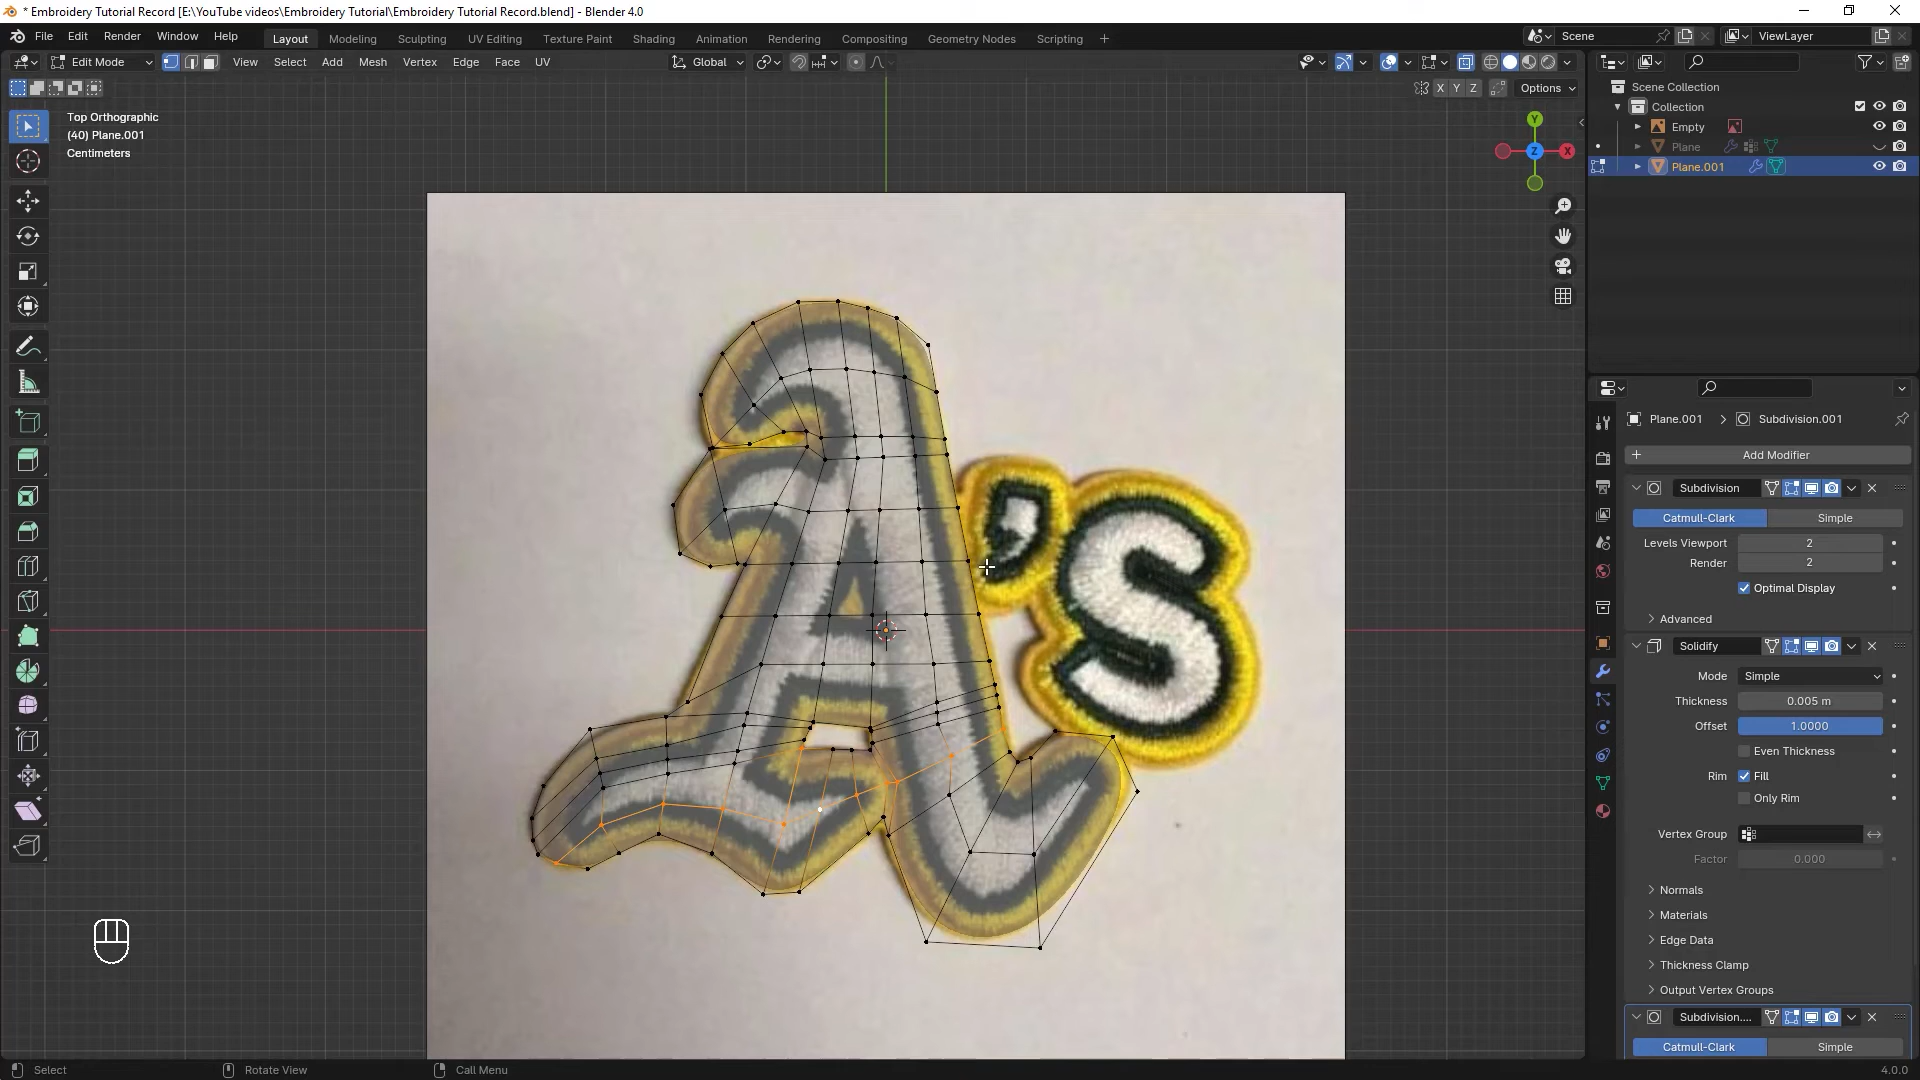 * Embroidery Tutorial Record [E:\YouTube videos\Embroidery Tutorial\Embroidery Tutorial Record.blend] - Blender 4.0
File Edit Render Window Help Layout Modeling Sculpting UV Editing Texture Paint Shading Animation Rendering Compositing Geometry Nodes Scripting + Scene ViewLayer
Edit Mode View Select Add Mesh Vertex Edge Face UV Global
X Y Z Options
Top Orthographic
(40) Plane.001
Centimeters
Y
Z X
A's
Scene Collection
Collection
Empty
Plane
Plane.001
Plane.001 > Subdivision.001
+ Add Modifier
Subdivision
Catmull-Clark Simple
Levels Viewport 2
Render 2
Optimal Display
Advanced
Solidify
Mode Simple
Thickness 0.005 m
Offset 1.0000
Even Thickness
Rim Fill
Only Rim
Vertex Group
Factor 0.000
Normals
Materials
Edge Data
Thickness Clamp
Output Vertex Groups
Subdivision....
Catmull-Clark Simple
Select Rotate View Call Menu 4.0.0